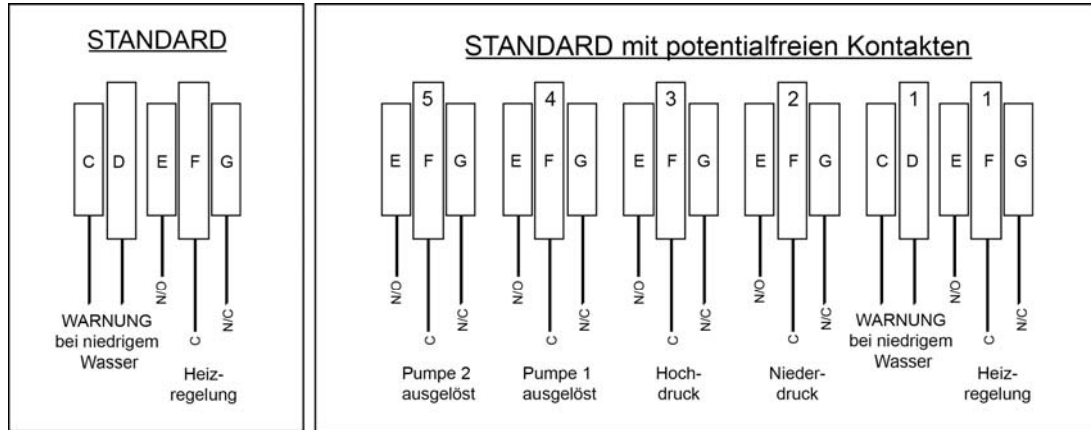 STANDARD
C D E F G
N/O
C
N/C
WARNUNG
bei niedrigem
Wasser
Heiz-
regelung
STANDARD mit potentialfreien Kontakten
5
E F G
N/O
C
N/C
Pumpe 2
ausgelöst
4
E F G
N/O
C
N/C
Pumpe 1
ausgelöst
3
E F G
N/O
C
N/C
Hoch-
druck
2
E F G
N/O
C
N/C
Nieder-
druck
1
C D
WARNUNG
bei niedrigem
Wasser
1
E F G
N/O
C
N/C
Heiz-
regelung